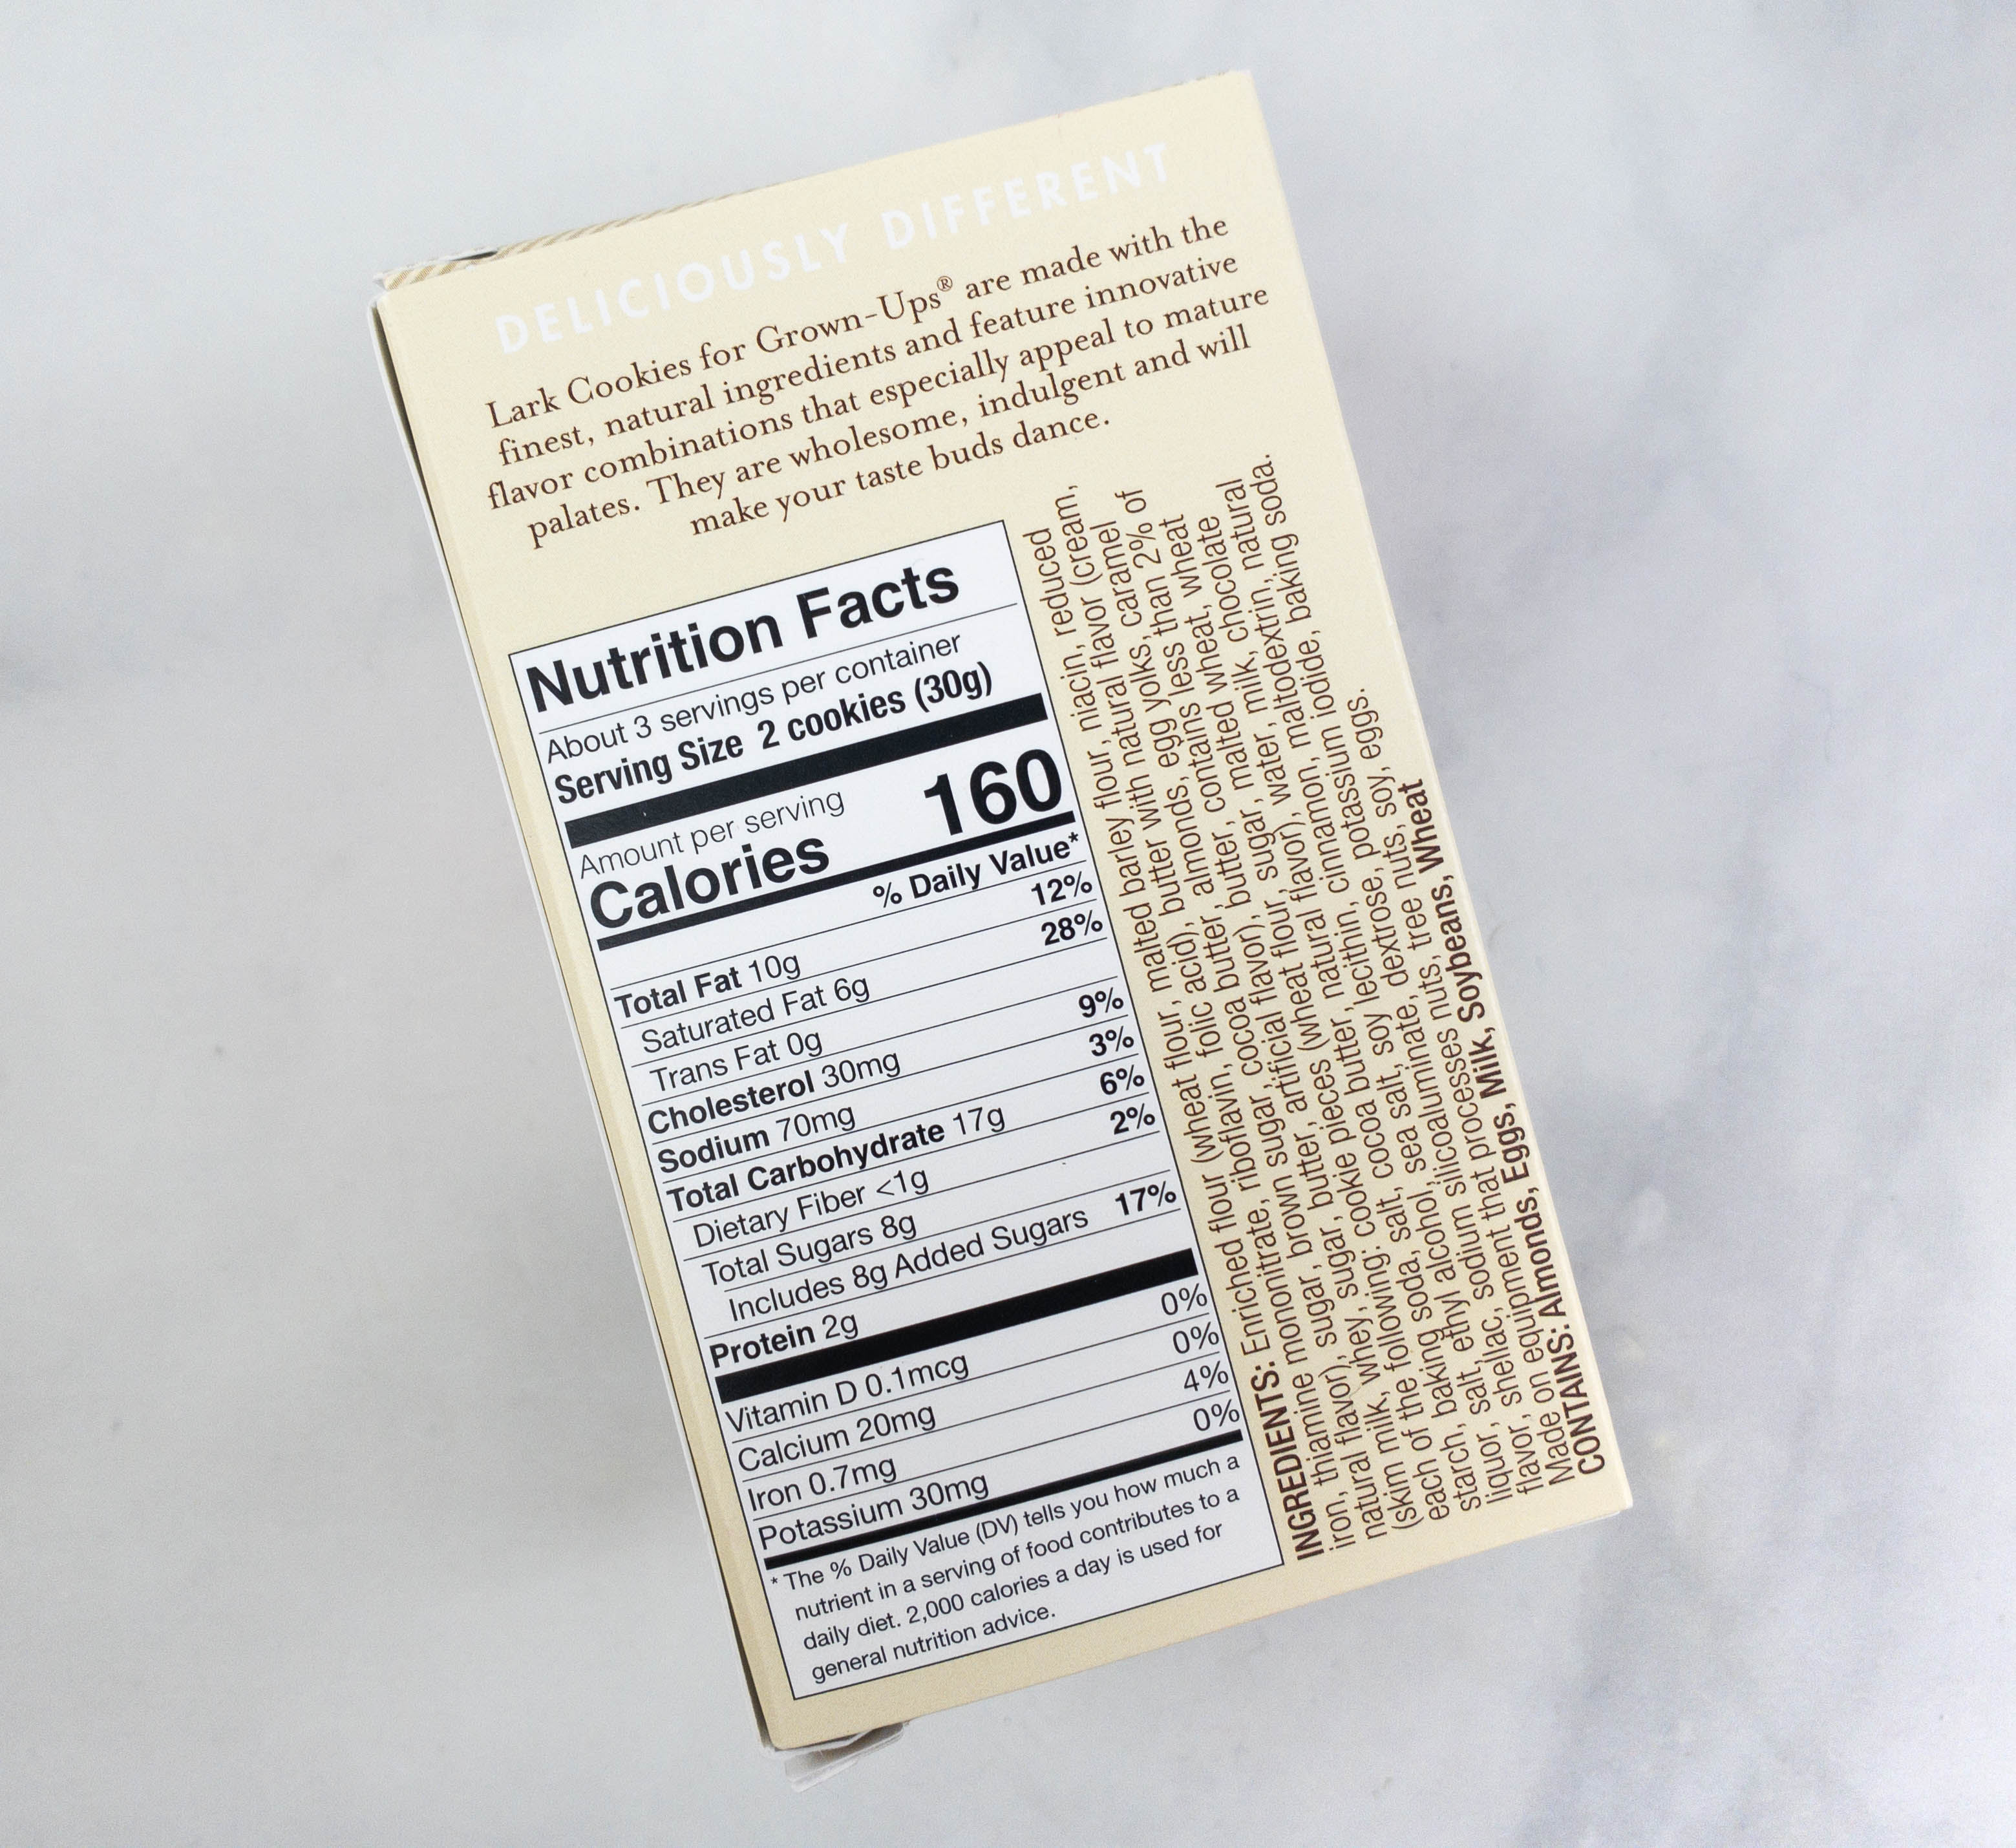 DELICIOUSLY DIFFERENT
Lark Cookies for Grown-Ups® are made with the
finest, natural ingredients and feature innovative
flavor combinations that especially appeal to mature
palates. They are wholesome, indulgent and will
make your taste buds dance.
Nutrition Facts
About 3 servings per container
Serving Size 2 cookies (30g)
Amount per serving
Calories 160
% Daily Value*
Total Fat 10g 12%
Saturated Fat 6g 28%
Trans Fat 0g
Cholesterol 30mg 9%
Sodium 70mg 3%
Total Carbohydrate 17g 6%
Dietary Fiber <1g 2%
Total Sugars 8g
Includes 8g Added Sugars 17%
Protein 2g
Vitamin D 0.1mcg 0%
Calcium 20mg 0%
Iron 0.7mg 4%
Potassium 30mg 0%
* The % Daily Value (DV) tells you how much a
nutrient in a serving of food contributes to a
daily diet. 2,000 calories a day is used for
general nutrition advice.
INGREDIENTS: Enriched flour (wheat flour, malted barley flour, niacin, reduced
iron, thiamine mononitrate, riboflavin, folic acid), butter with natural flavor (cream,
natural flavor), sugar, brown sugar, almonds, egg yolks, caramel
(skim milk, whey, sugar, butter, contains less than 2% of
each of the following: cookie pieces (wheat flour, sugar, butter, malted wheat, wheat
starch, baking soda, salt, cocoa butter, natural flavor), water, milk, chocolate
liquor, salt, ethyl alcohol, sea salt, soy lecithin, cinnamon, maltodextrin, natural
flavor, shellac, sodium silicoaluminate, dextrose, potassium iodide, baking soda.
Made on equipment that processes nuts, tree nuts, soy, eggs.
CONTAINS: Almonds, Eggs, Milk, Soybeans, Wheat